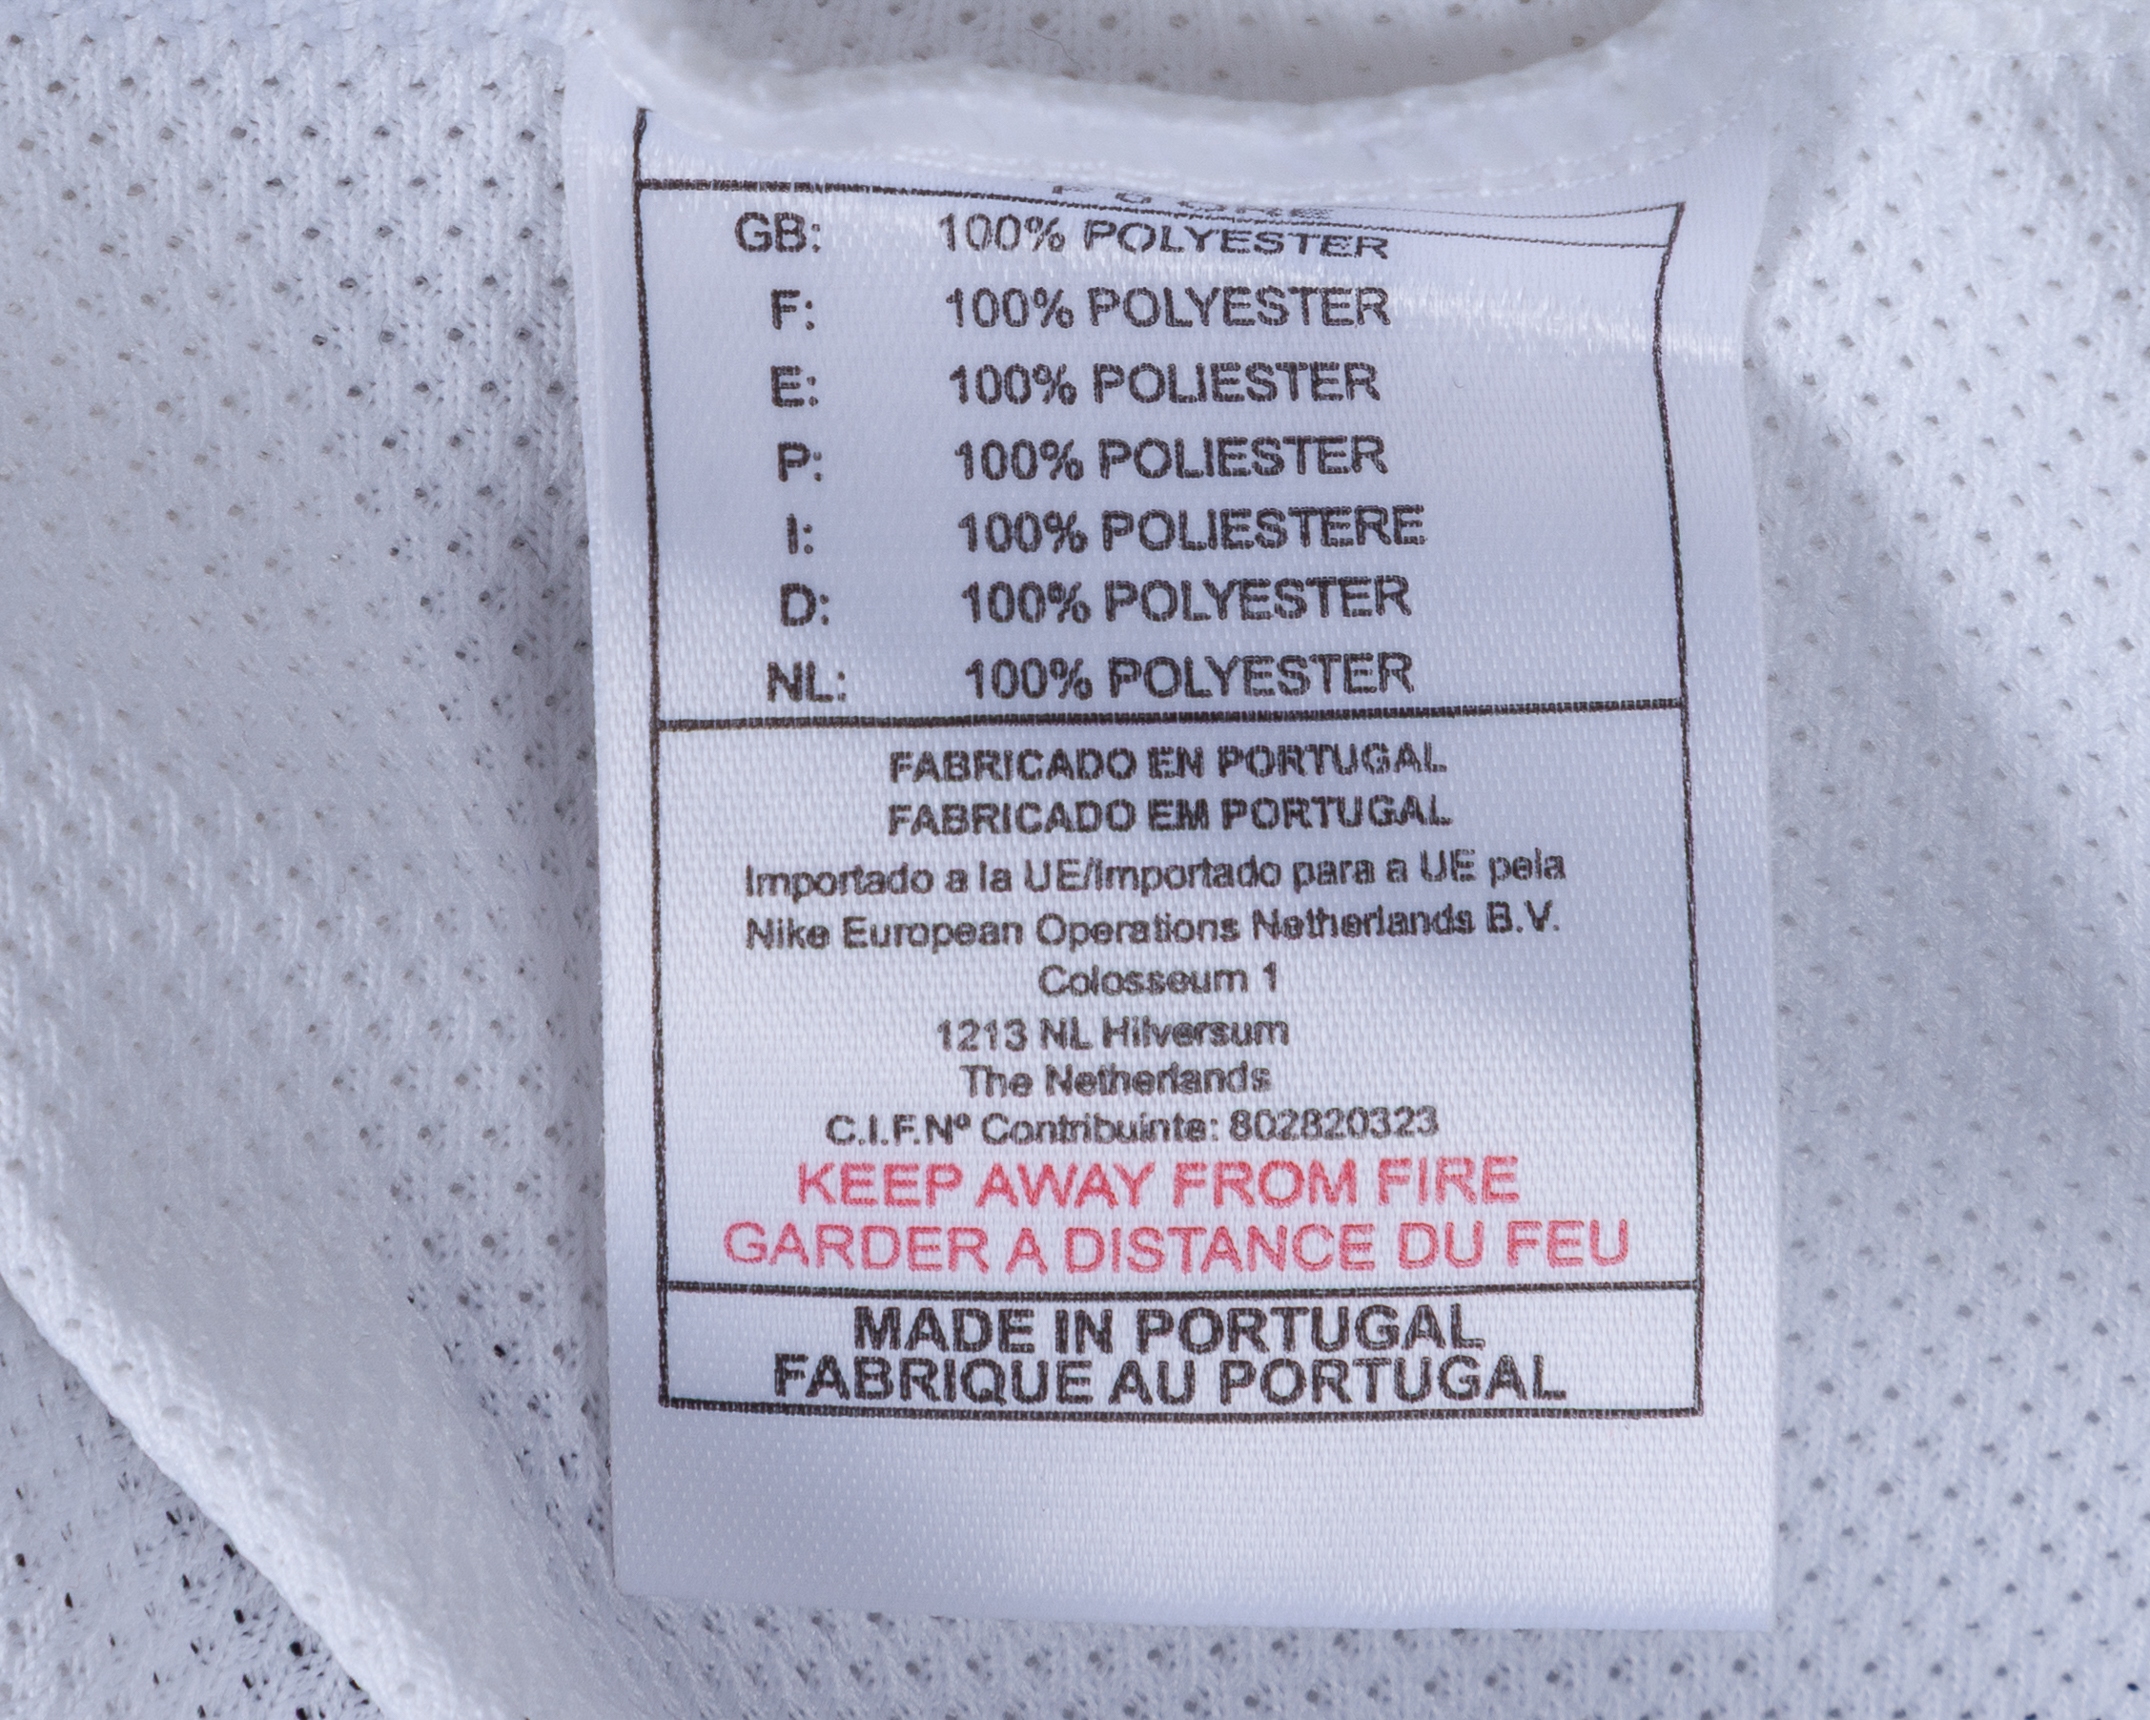 GB: 100% POLYESTER
F: 100% POLYESTER
E: 100% POLIESTER
P: 100% POLIESTER
I: 100% POLIESTERE
D: 100% POLYESTER
NL: 100% POLYESTER
FABRICADO EN PORTUGAL
FABRICADO EM PORTUGAL
Importado a la UE/Importado para a UE pela
Nike European Operations Netherlands B.V.
Colosseum 1
1213 NL Hilversum
The Netherlands
C.I.F.Nº Contribuinte: 802820323
KEEP AWAY FROM FIRE
GARDER A DISTANCE DU FEU
MADE IN PORTUGAL
FABRIQUE AU PORTUGAL